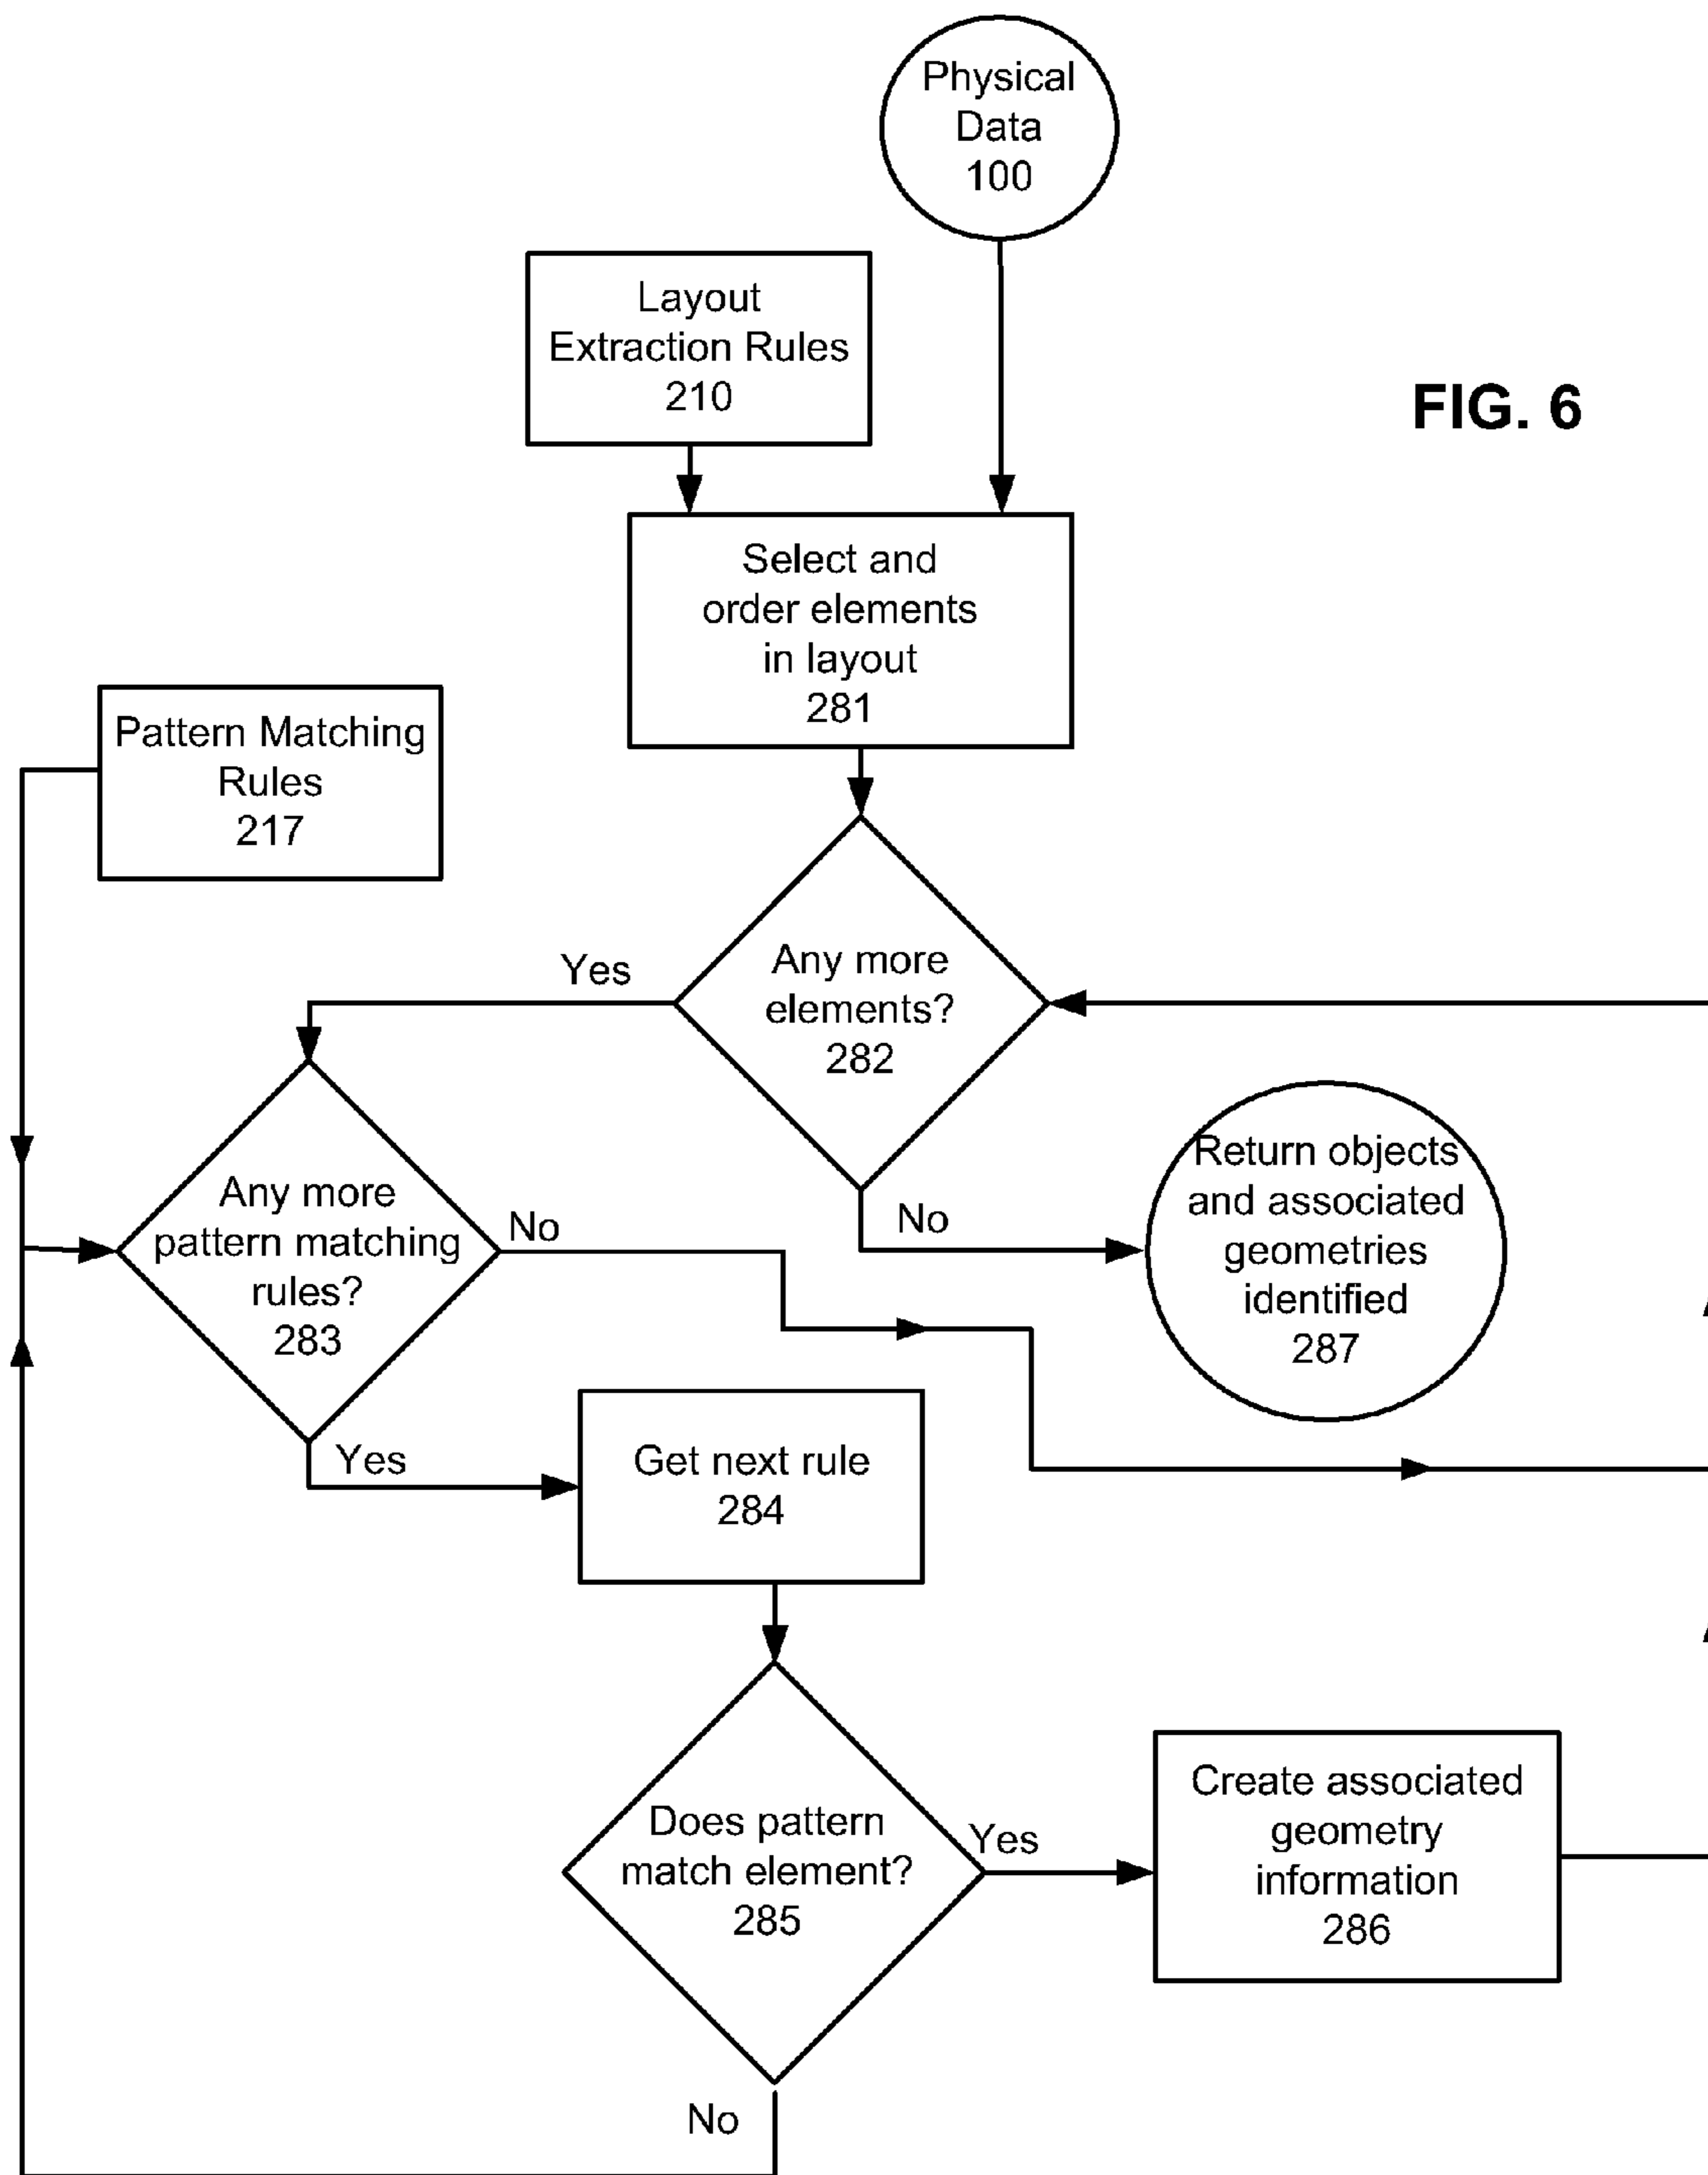 Physical
Data
100
Layout
Extraction Rules
210
FIG. 6
Select and
order elements
in layout
281
Pattern Matching
Rules
217
Yes
Any more
elements?
282
No
Return objects
and associated
geometries
identified
287
Any more
pattern matching
rules?
283
No
Yes
Get next rule
284
Does pattern
match element?
285
Yes
Create associated
geometry
information
286
No